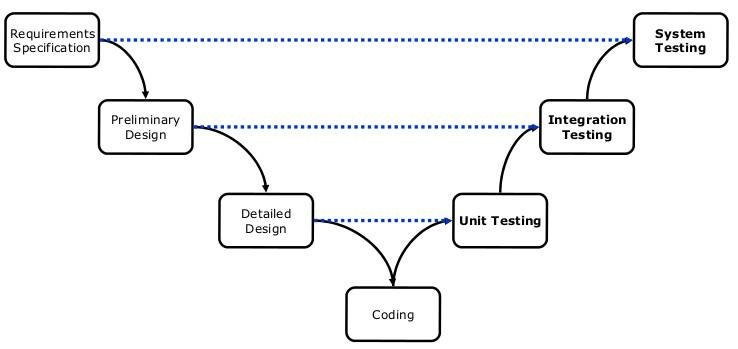 Requirements
Specification
System
Testing
Preliminary
Design
Integration
Testing
Detailed
Design
Unit Testing
Coding